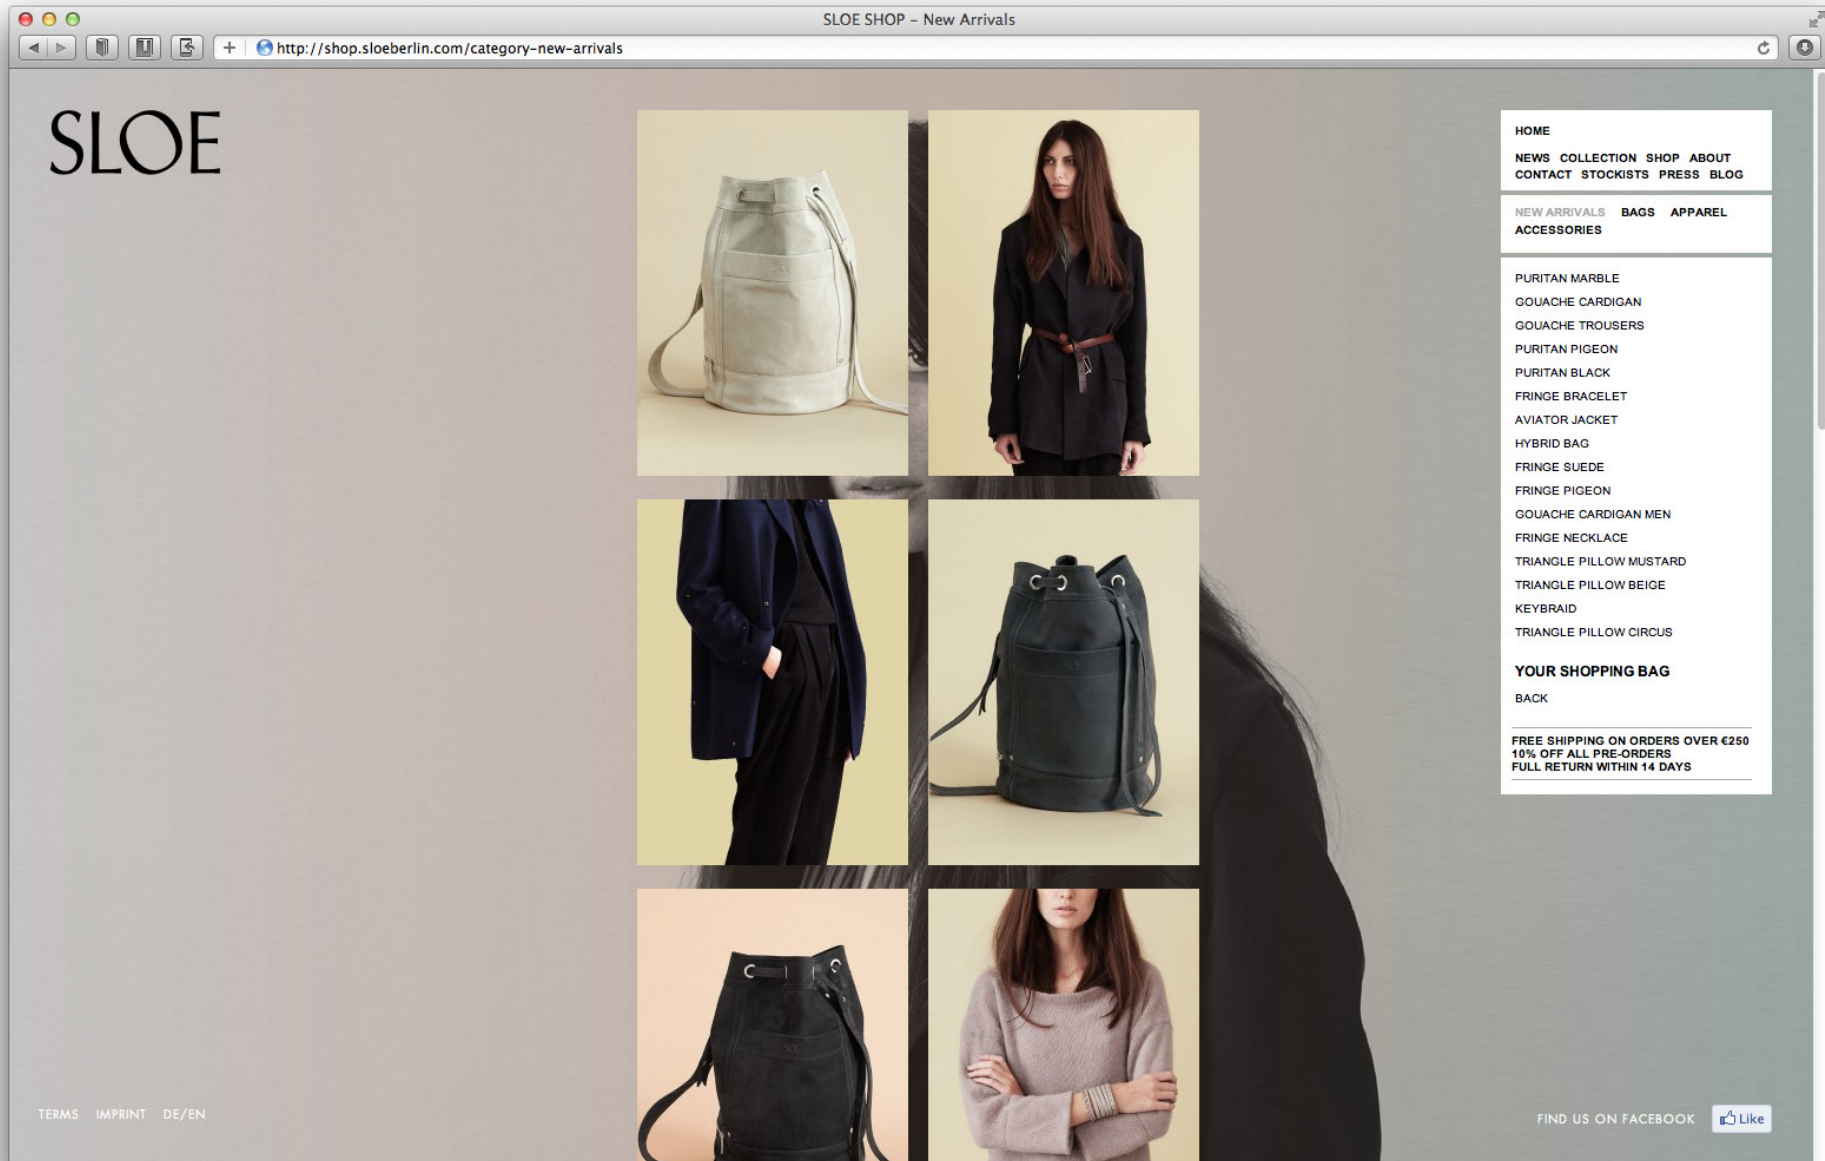 SLOE SHOP – New Arrivals
http://shop.sloeberlin.com/category-new-arrivals
SLOE
HOME
NEWS COLLECTION SHOP ABOUT
CONTACT STOCKISTS PRESS BLOG
NEW ARRIVALS BAGS APPAREL
ACCESSORIES
PURITAN MARBLE
GOUACHE CARDIGAN
GOUACHE TROUSERS
PURITAN PIGEON
PURITAN BLACK
FRINGE BRACELET
AVIATOR JACKET
HYBRID BAG
FRINGE SUEDE
FRINGE PIGEON
GOUACHE CARDIGAN MEN
FRINGE NECKLACE
TRIANGLE PILLOW MUSTARD
TRIANGLE PILLOW BEIGE
KEYBRAID
TRIANGLE PILLOW CIRCUS
YOUR SHOPPING BAG
BACK
FREE SHIPPING ON ORDERS OVER €250
10% OFF ALL PRE-ORDERS
FULL RETURN WITHIN 14 DAYS
TERMS IMPRINT DE/EN
FIND US ON FACEBOOK Like